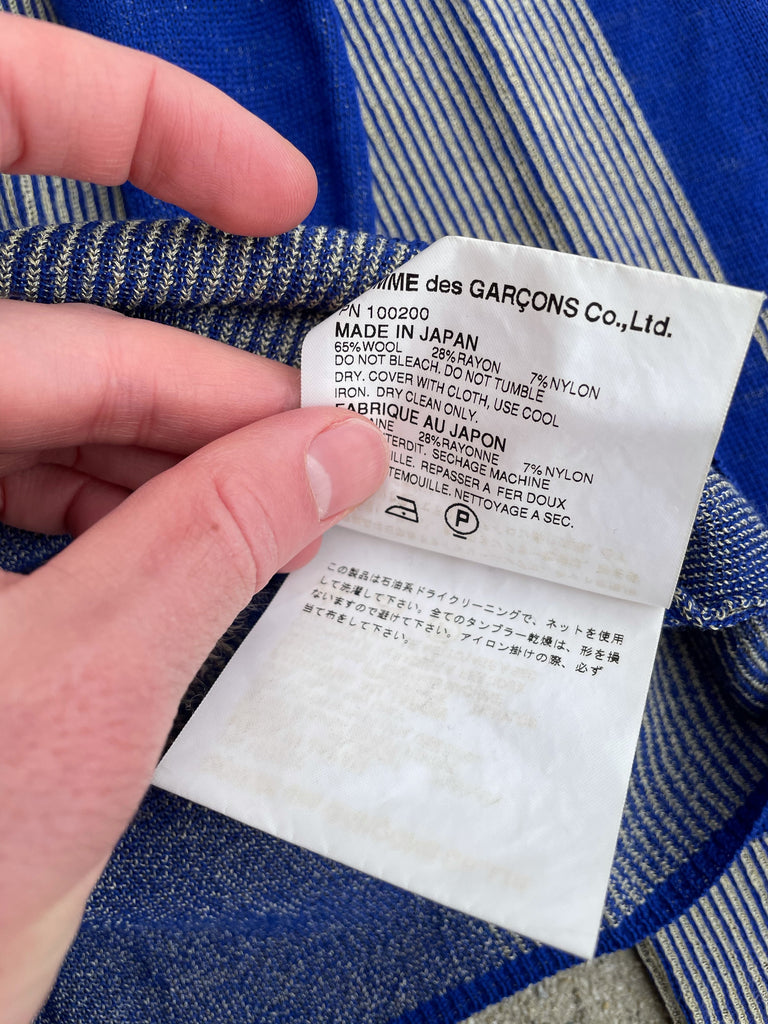 MME des GARÇONS Co.,Ltd.
PN 100200
MADE IN JAPAN
65%WOOL 28%RAYON 7%NYLON
DO NOT BLEACH. DO NOT TUMBLE
DRY. COVER WITH CLOTH, USE COOL
IRON. DRY CLEAN ONLY.
FABRIQUE AU JAPON
28%RAYONNE 7%NYLON
TERDIT. SECHAGE MACHINE
ILLE. REPASSER A FER DOUX
TEMOUILLE. NETTOYAGE A SEC.
P
この製品は石油系ドライクリーニングで、ネットを使用
して洗濯して下さい。全てのタンブラー乾燥は、形を損
ないますので避けて下さい。アイロン掛けの際、必ず
当て布をして下さい。